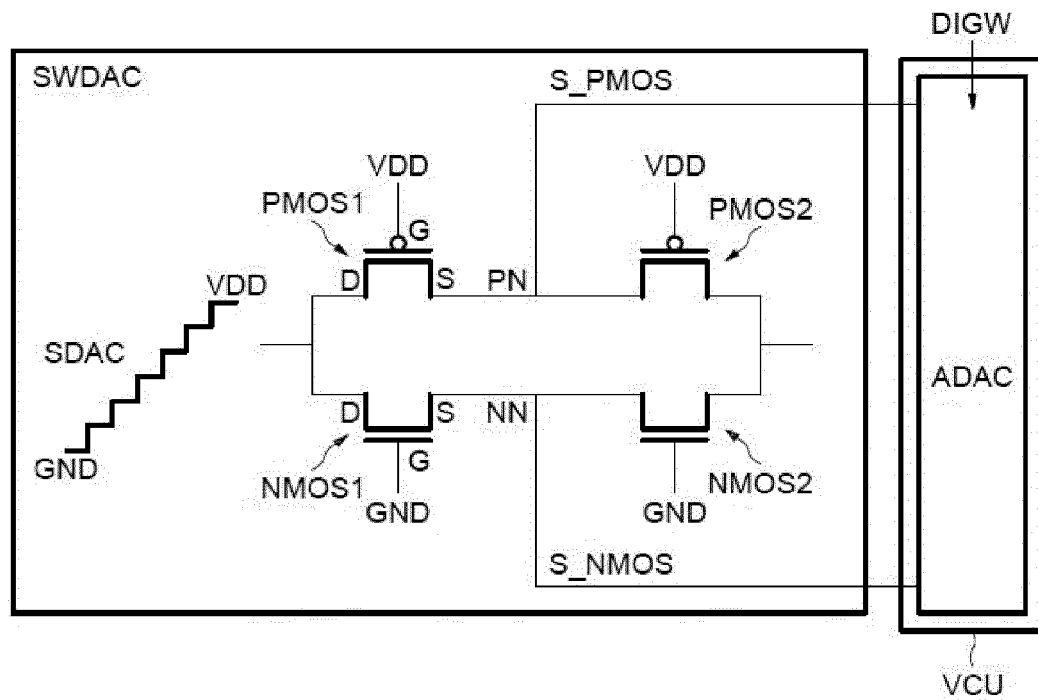 DIGW
SWDAC
S_PMOS
VDD
VDD
PMOS1
G
PMOS2
D
S
PN
VDD
SDAC
ADAC
GND
D
S
NN
NMOS1
G
NMOS2
GND
GND
S_NMOS
VCU